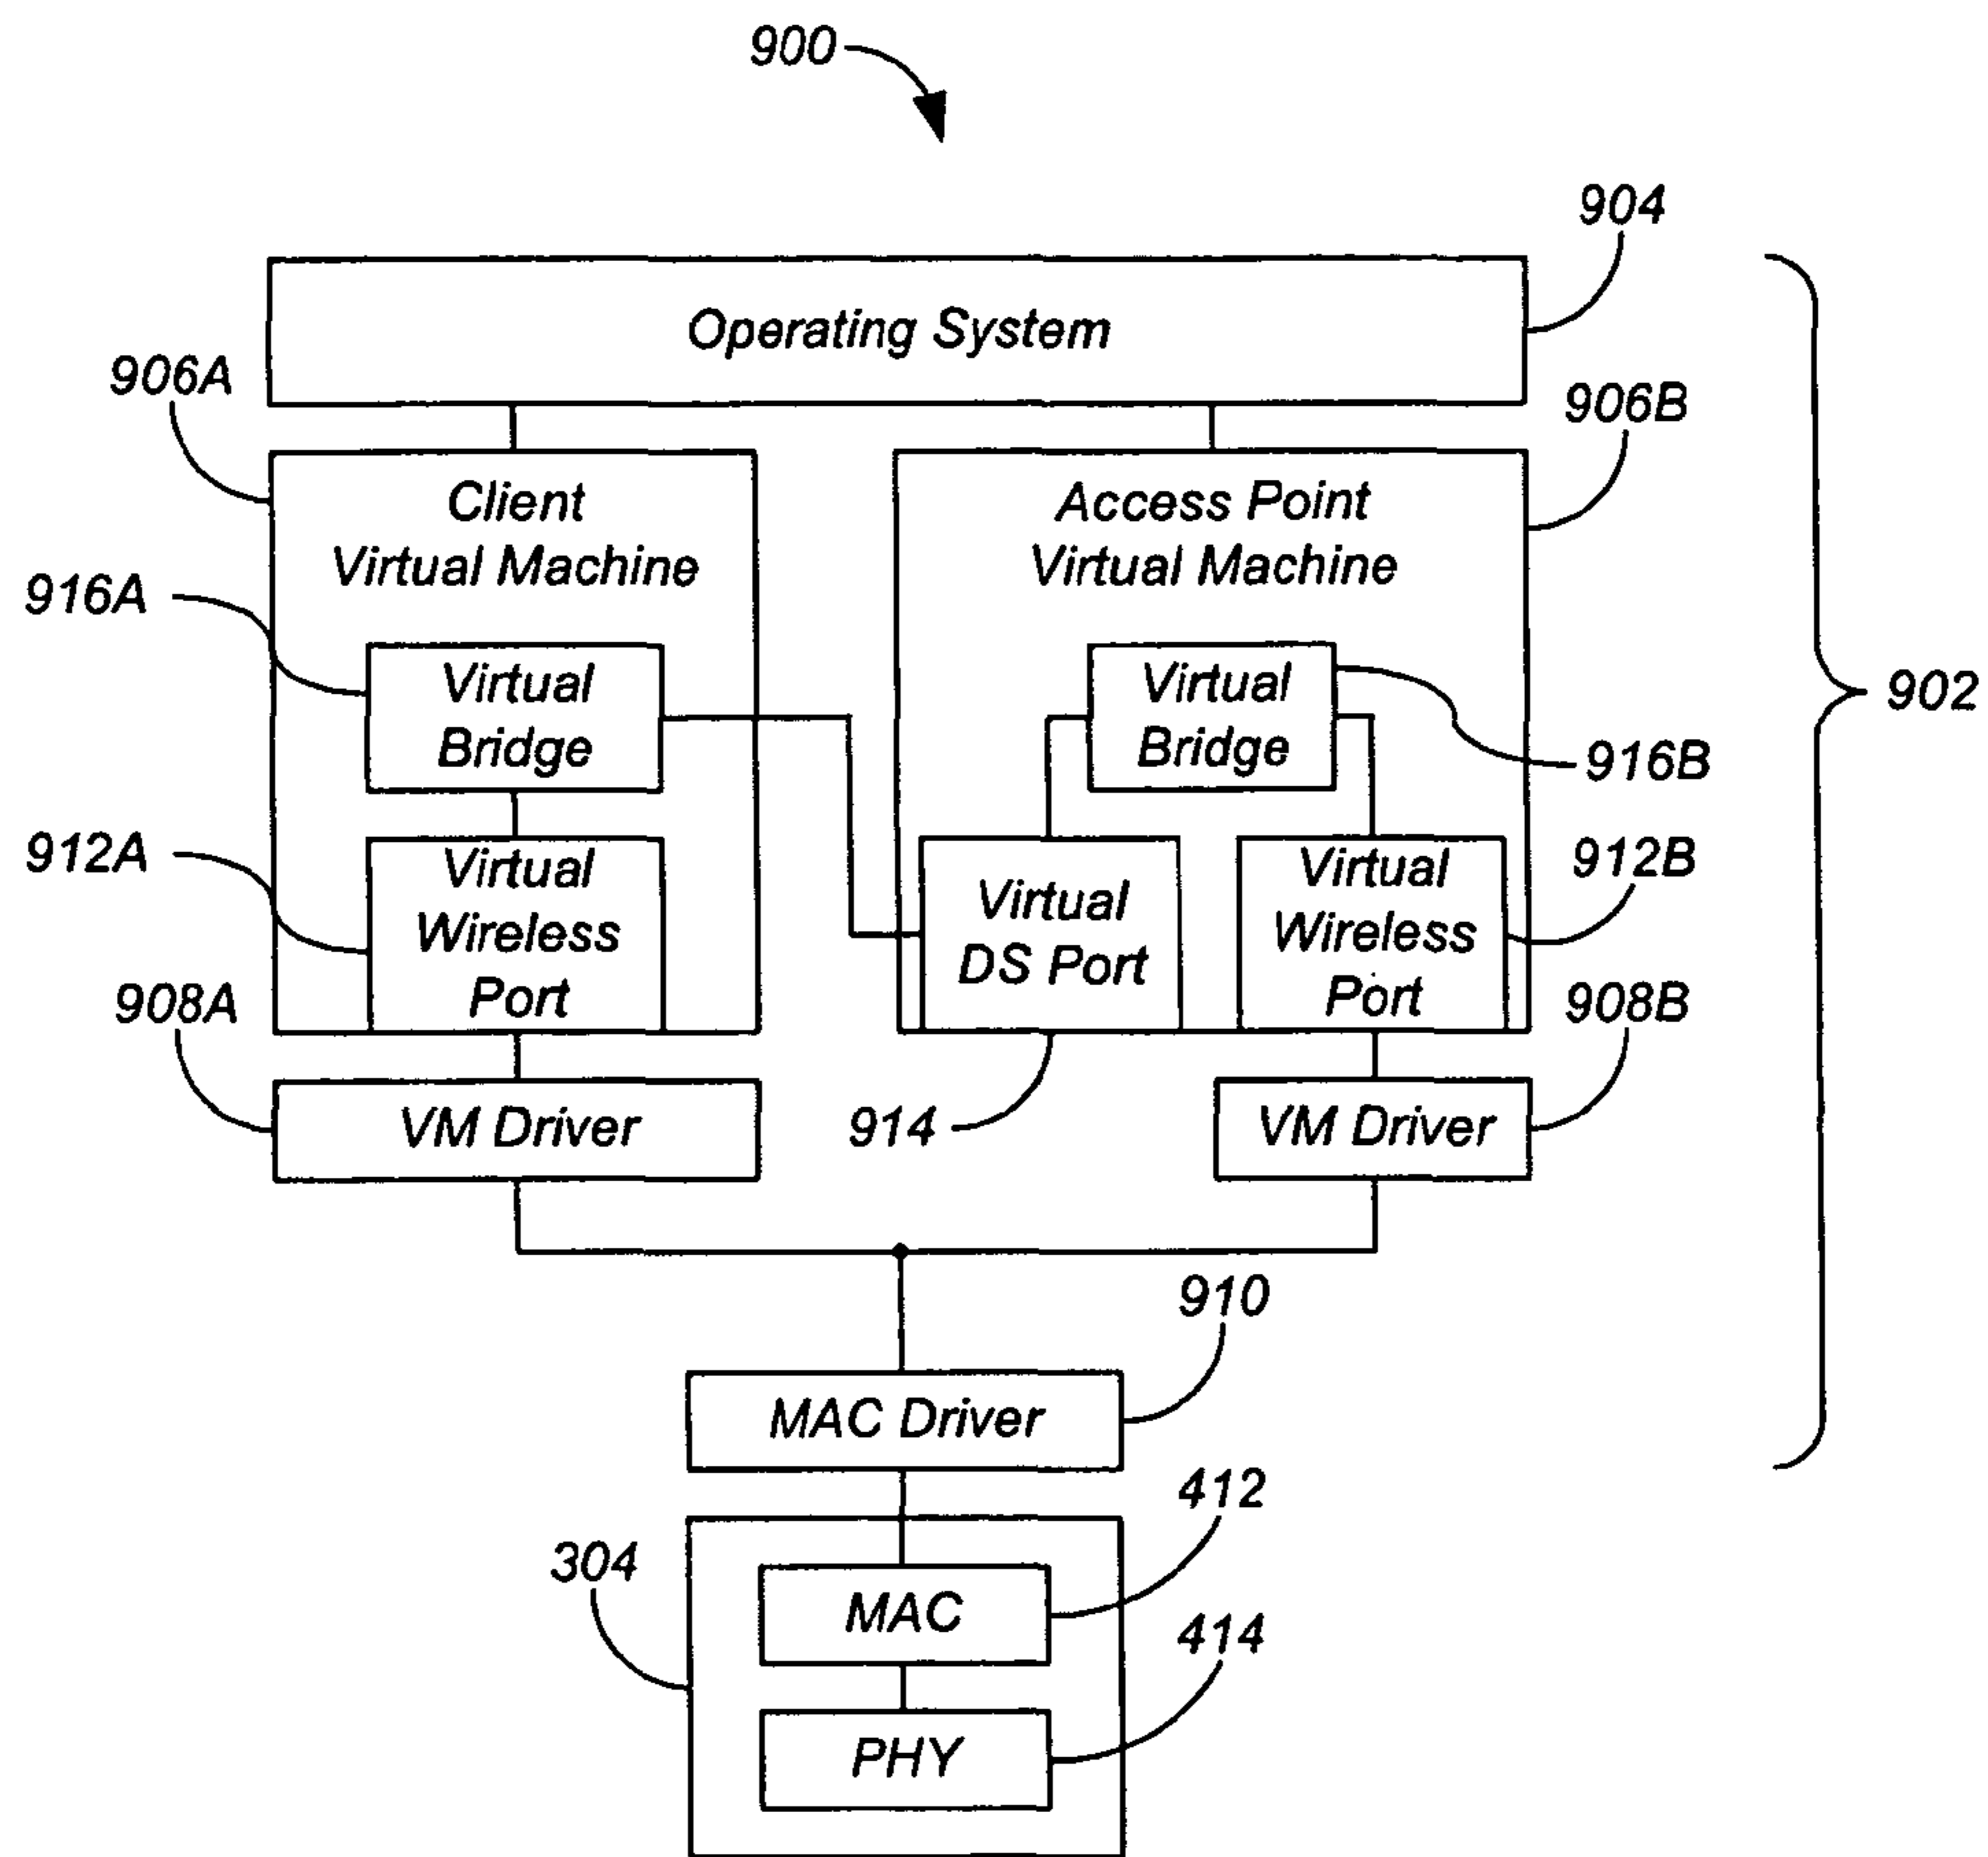 900
904
Operating System
906A
906B
Client
Virtual Machine
Access Point
Virtual Machine
916A
Virtual
Bridge
Virtual
Bridge
902
916B
912A
Virtual
Wireless
Port
Virtual
DS Port
Virtual
Wireless
Port
912B
908A
908B
VM Driver
914
VM Driver
910
MAC Driver
412
304
MAC
414
PHY